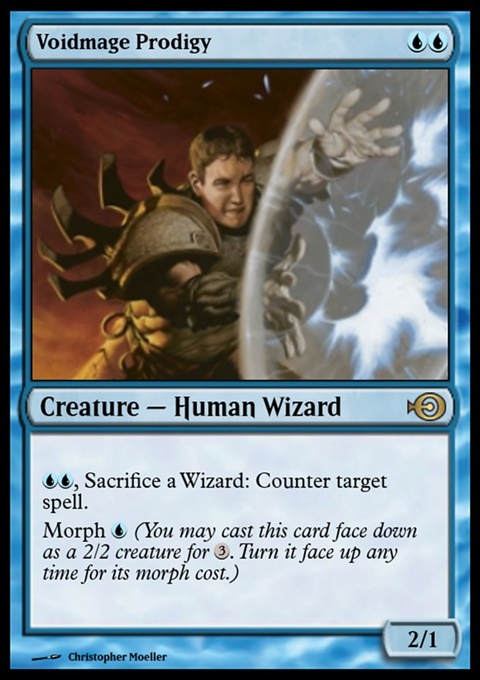 Voidmage Prodigy
Creature — Human Wizard
, Sacrifice a Wizard: Counter target
spell.
Morph (You may cast this card face down
as a 2/2 creature for 3. Turn it face up any
time for its morph cost.)
2/1
Christopher Moeller